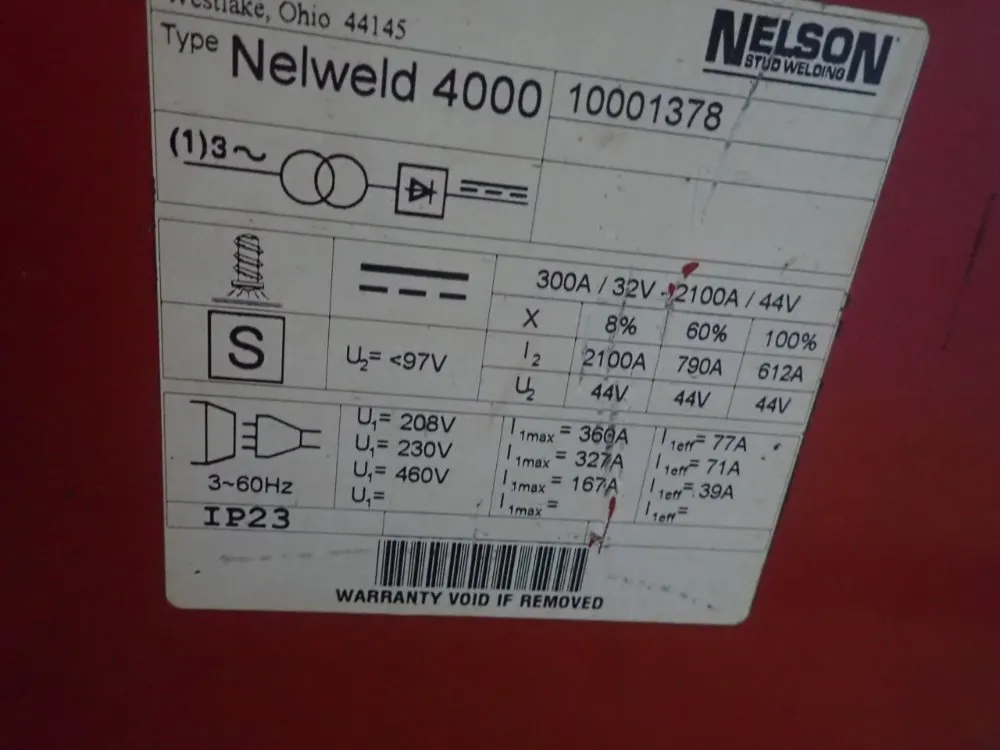 Westlake, Ohio 44145
NELSON
STUD WELDING
Type Nelweld 4000 10001378
(1)3~
300A / 32V - 2100A / 44V
X 8% 60% 100%
S U2= <97V I2 2100A 790A 612A
U2 44V 44V 44V
U1= 208V I1max = 360A I1eff= 77A
U1= 230V I1max = 327A I1eff= 71A
U1= 460V I1max = 167A I1eff= 39A
U1= I1max = I1eff=
3~60Hz
IP23
WARRANTY VOID IF REMOVED